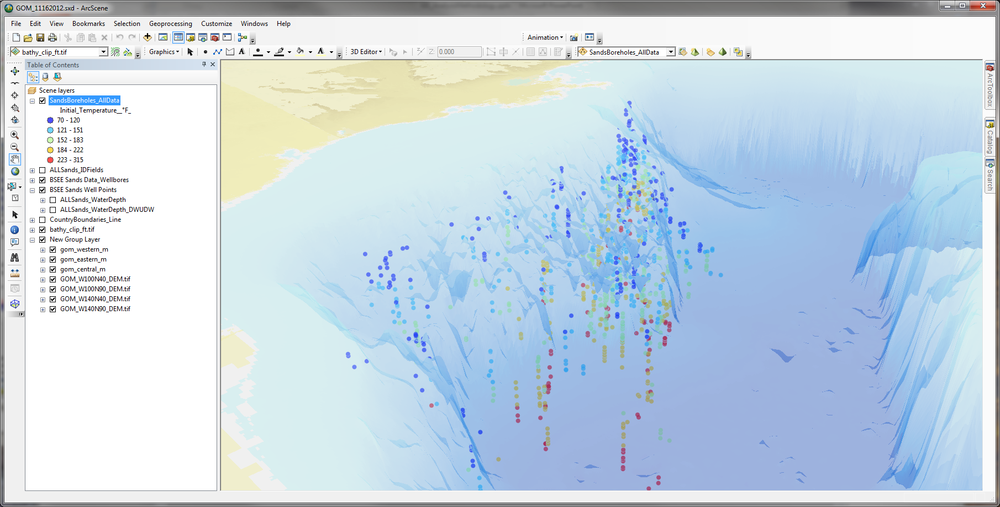 GOM_11162012.sxd - ArcScene
File Edit View Bookmarks Selection Geoprocessing Customize Windows Help
Animation
bathy_clip_ft.tif Graphics A A 3D Editor Z: 0.000 SandsBoreholes_AllData
Table of Contents
Scene layers
SandsBoreholes_AllData
Initial_Temperature__°F_
70 - 120
121 - 151
152 - 183
184 - 222
223 - 315
ALLSands_IDFields
BSEE Sands Data_Wellbores
BSEE Sands Well Points
ALLSands_WaterDepth
ALLSands_WaterDepth_DWUDW
CountryBoundaries_Line
bathy_clip_ft.tif
New Group Layer
gom_western_m
gom_eastern_m
gom_central_m
GOM_W100N40_DEM.tif
GOM_W100N90_DEM.tif
GOM_W140N40_DEM.tif
GOM_W140N90_DEM.tif
ArcToolbox
Catalog
Search